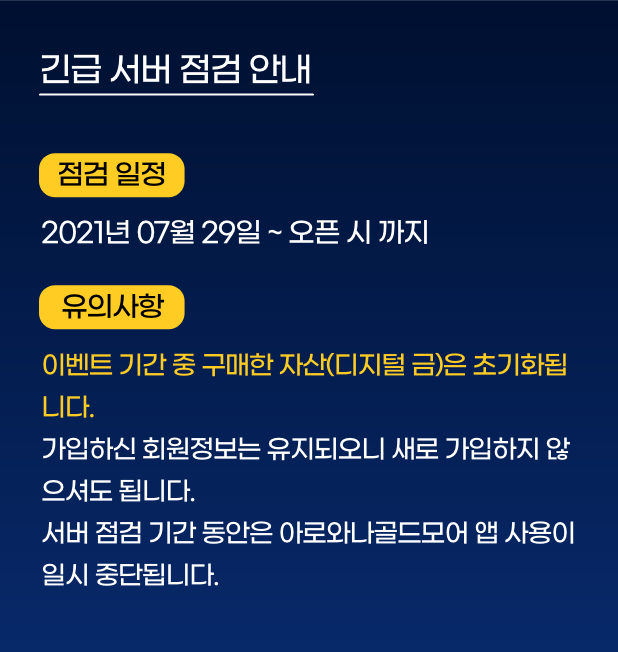 긴급 서버 점검 안내
점검 일정
2021년 07월 29일 ~ 오픈 시 까지
유의사항
이벤트 기간 중 구매한 자산(디지털 금)은 초기화됩
니다.
가입하신 회원정보는 유지되오니 새로 가입하지 않
으셔도 됩니다.
서버 점검 기간 동안은 아로와나골드모어 앱 사용이
일시 중단됩니다.